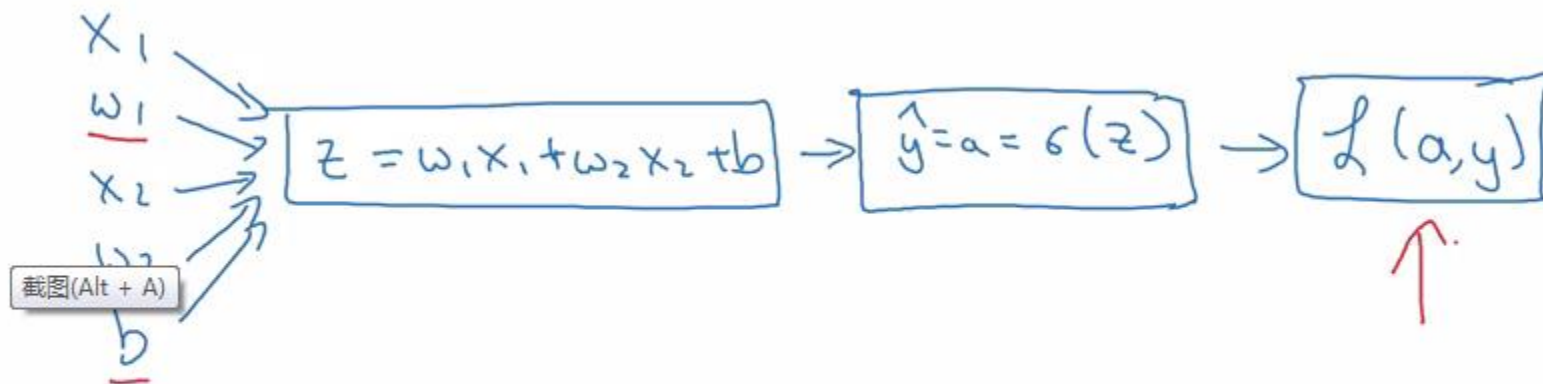 x1
w1
x2
z = w1x1 + w2x2 + b
ŷ = a = σ(z)
L(a,y)
截图(Alt + A)
b